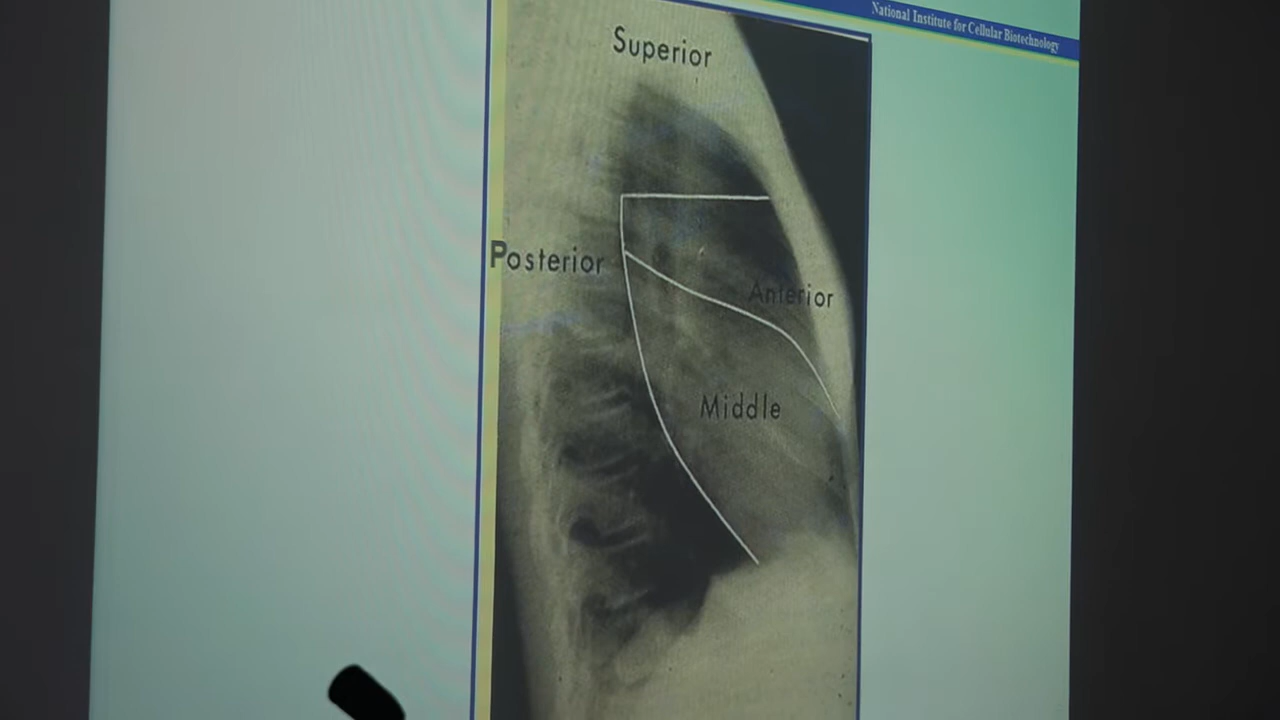 National Institute for Cellular Biotechnology
Superior
Posterior
Anterior
Middle